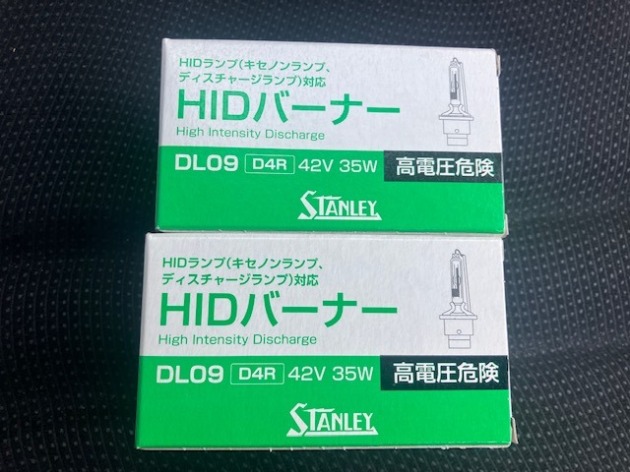 HIDランプ(キセノンランプ、
ディスチャージランプ)対応
HIDバーナー
High Intensity Discharge
DL09 D4R 42V 35W 高電圧危険
STANLEY
HIDランプ(キセノンランプ、
ディスチャージランプ)対応
HIDバーナー
High Intensity Discharge
DL09 D4R 42V 35W 高電圧危険
STANLEY